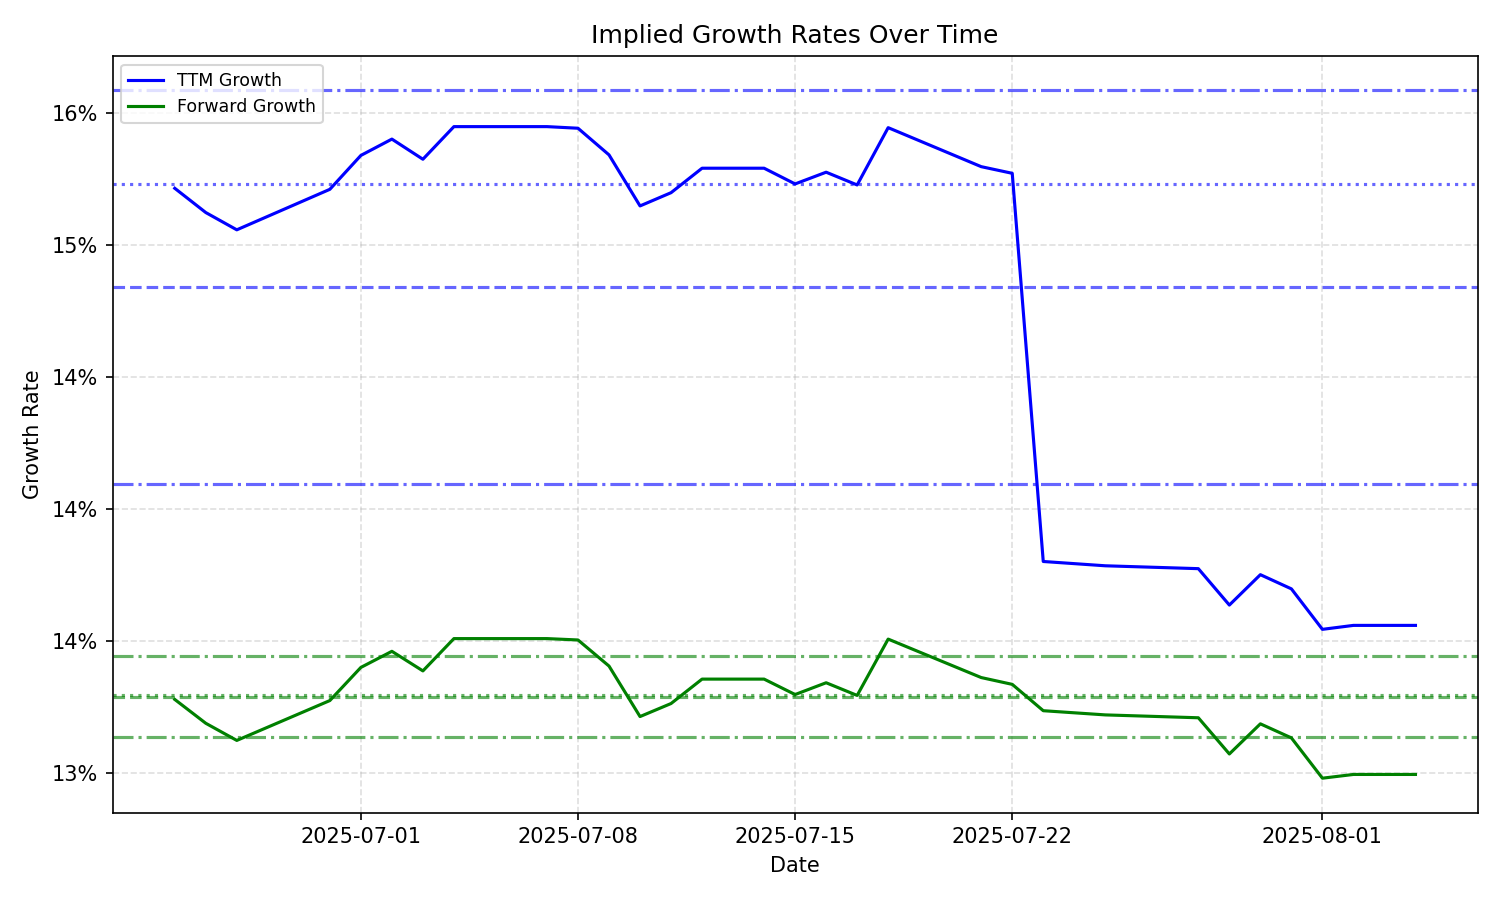 Implied Growth Rates Over Time
TTM Growth
Forward Growth
16%
15%
14%
14%
14%
13%
Growth Rate
2025-07-01
2025-07-08
2025-07-15
2025-07-22
2025-08-01
Date